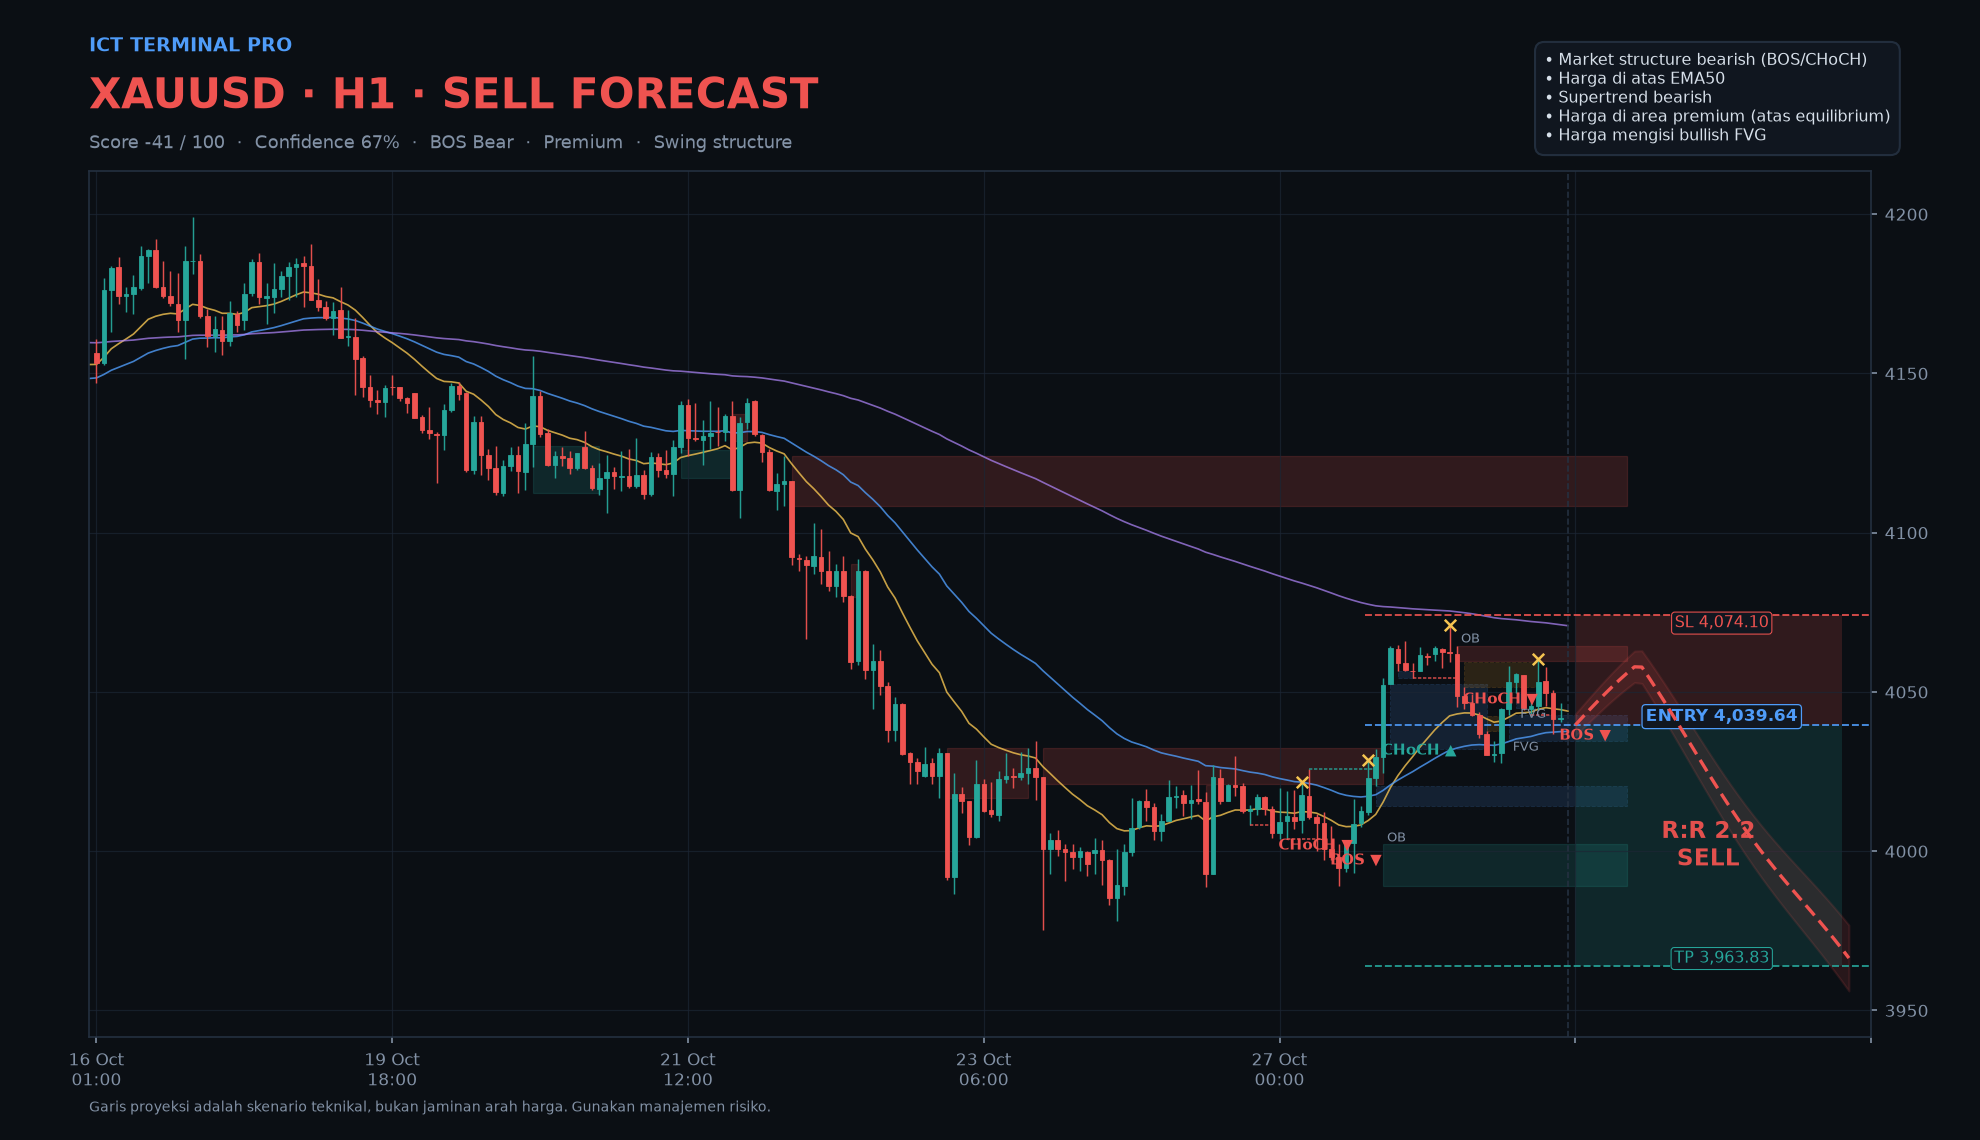 ICT TERMINAL PRO
XAUUSD · H1 · SELL FORECAST
Score -41 / 100 · Confidence 67% · BOS Bear · Premium · Swing structure
• Market structure bearish (BOS/CHoCH)
• Harga di atas EMA50
• Supertrend bearish
• Harga di area premium (atas equilibrium)
• Harga mengisi bullish FVG
4200
4150
4100
4050
4000
3950
SL 4,074.10
OB
CHoCH ▼
FVG
ENTRY 4,039.64
BOS ▼
CHoCH ▲
FVG
R:R 2.2
SELL
OB
CHoCH ▼
BOS ▼
TP 3,963.83
16 Oct
01:00
19 Oct
18:00
21 Oct
12:00
23 Oct
06:00
27 Oct
00:00
Garis proyeksi adalah skenario teknikal, bukan jaminan arah harga. Gunakan manajemen risiko.